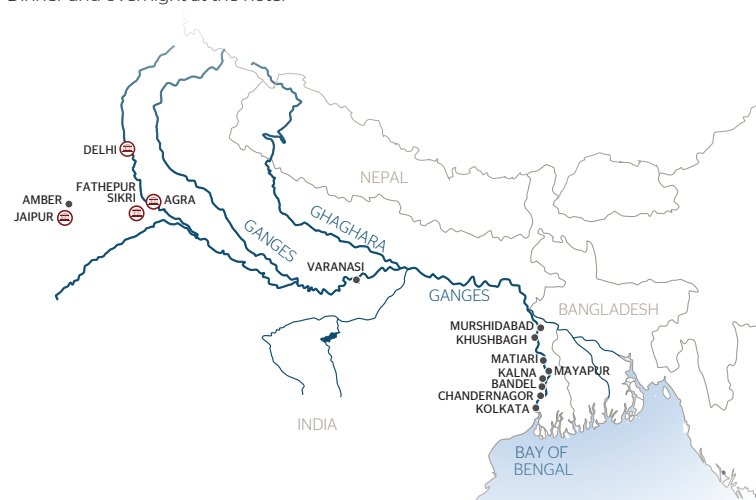 DELHI
FATHEPUR
SIKRI
AGRA
AMBER
JAIPUR
NEPAL
GHAGHARA
GANGES
VARANASI
GANGES
BANGLADESH
MURSHIDABAD
KHUSHBAGH
MATIARI
MAYAPUR
KALNA
BANDEL
CHANDERNAGOR
KOLKATA
INDIA
BAY OF
BENGAL